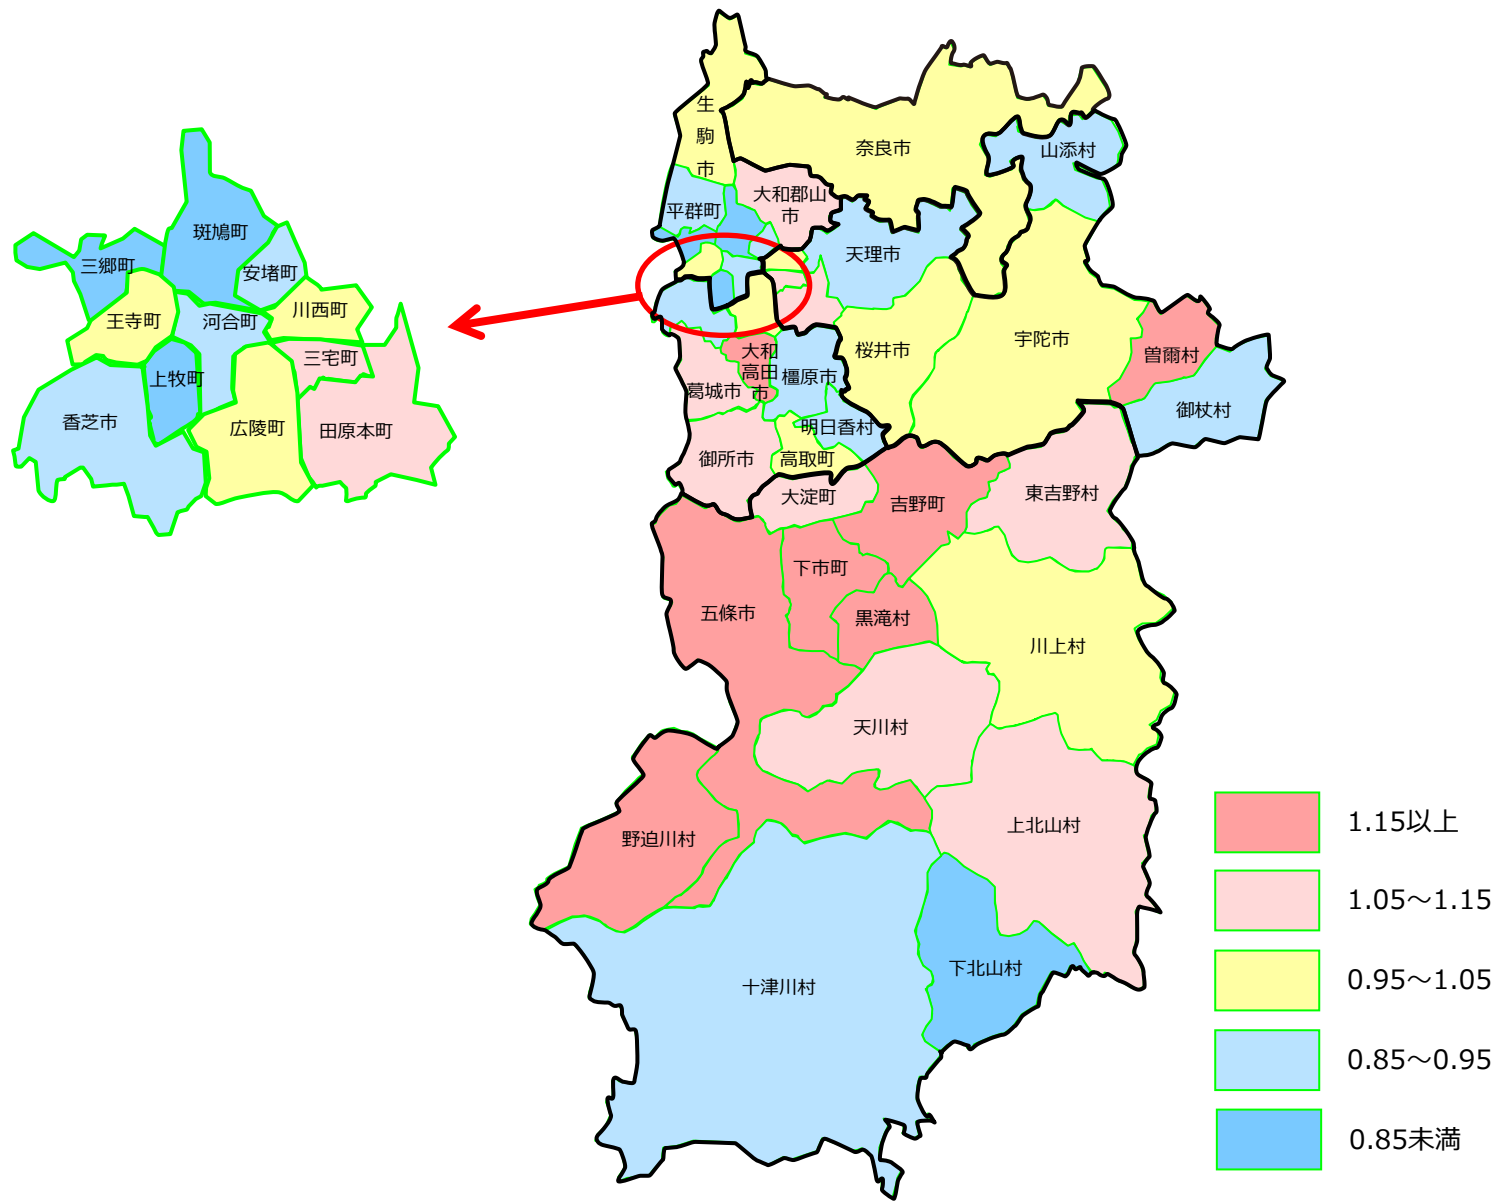 生
駒
市
奈良市
山添村
大和郡山
市
平群町
天理市
斑鳩町
三郷町
安堵町
川西町
王寺町
河合町
三宅町
上牧町
香芝市
広陵町
田原本町
宇陀市
曽爾村
御杖村
桜井市
大和
高田
市
橿原市
葛城市
明日香村
高取町
御所市
大淀町
吉野町
東吉野村
下市町
五條市
黒滝村
川上村
天川村
上北山村
野迫川村
下北山村
十津川村
1.15以上
1.05～1.15
0.95～1.05
0.85～0.95
0.85未満